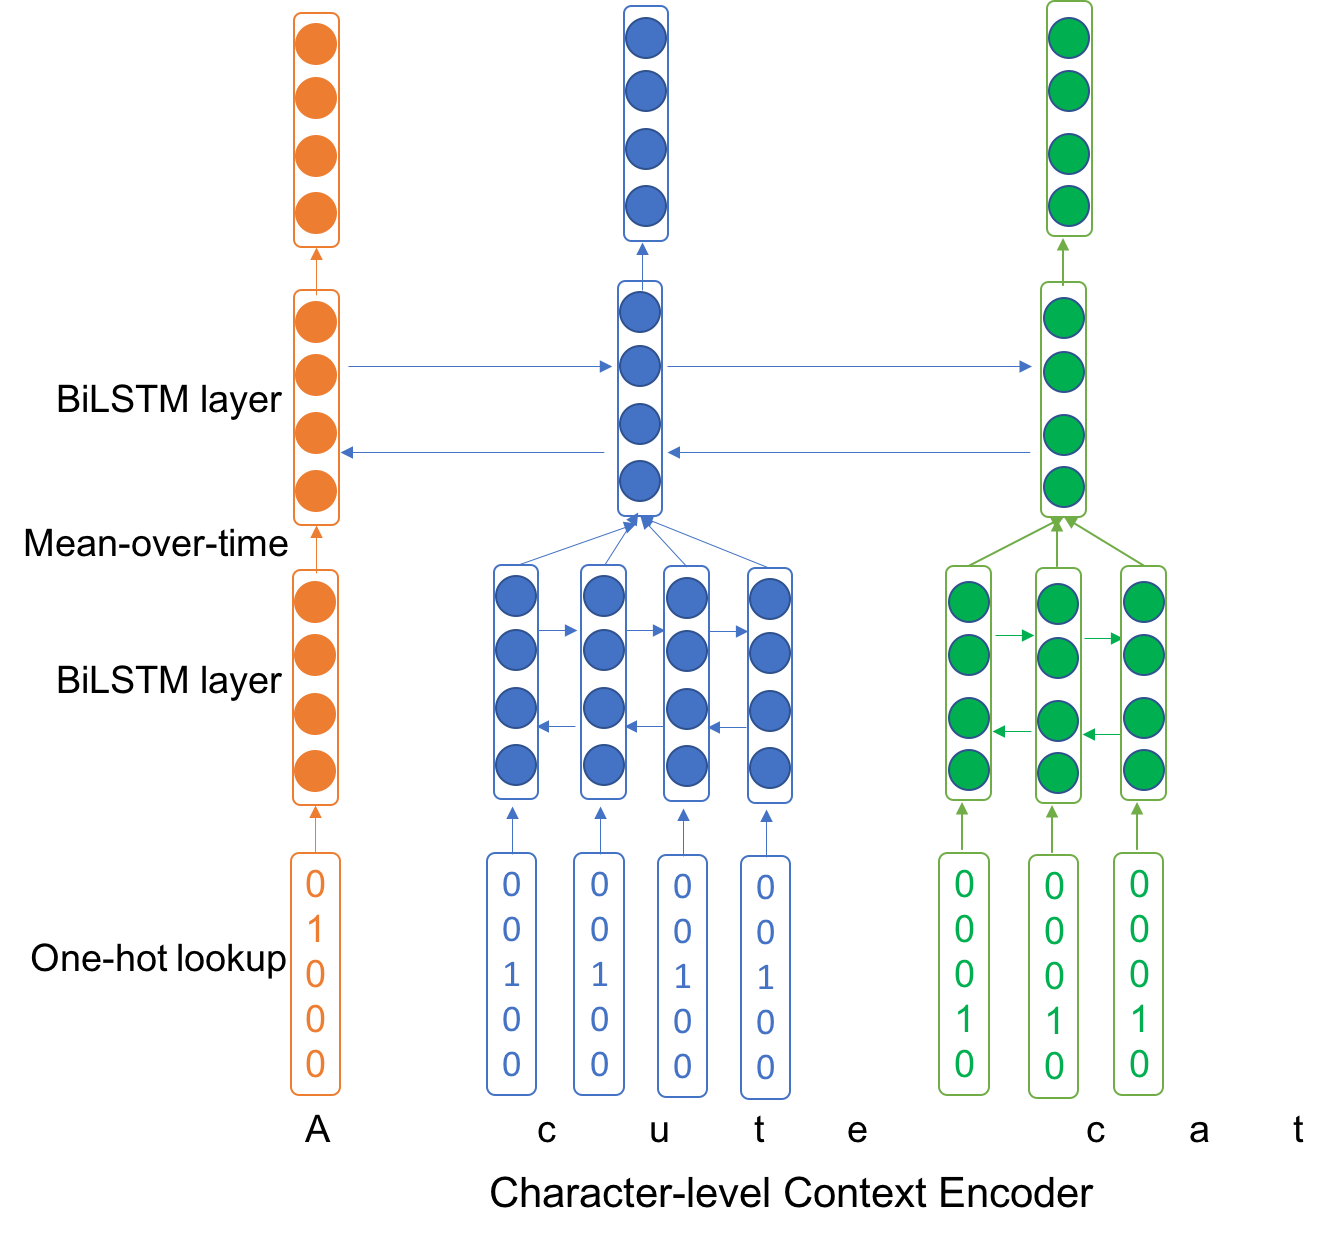 BiLSTM layer
Mean-over-time
BiLSTM layer
One-hot lookup
0 0 0 0 0 0 0 0
1 0 0 0 0 0 0 0
0 1 1 1 1 0 0 0
0 0 0 0 0 1 1 1
0 0 0 0 0 0 0 0
A c u t e c a t
Character-level Context Encoder